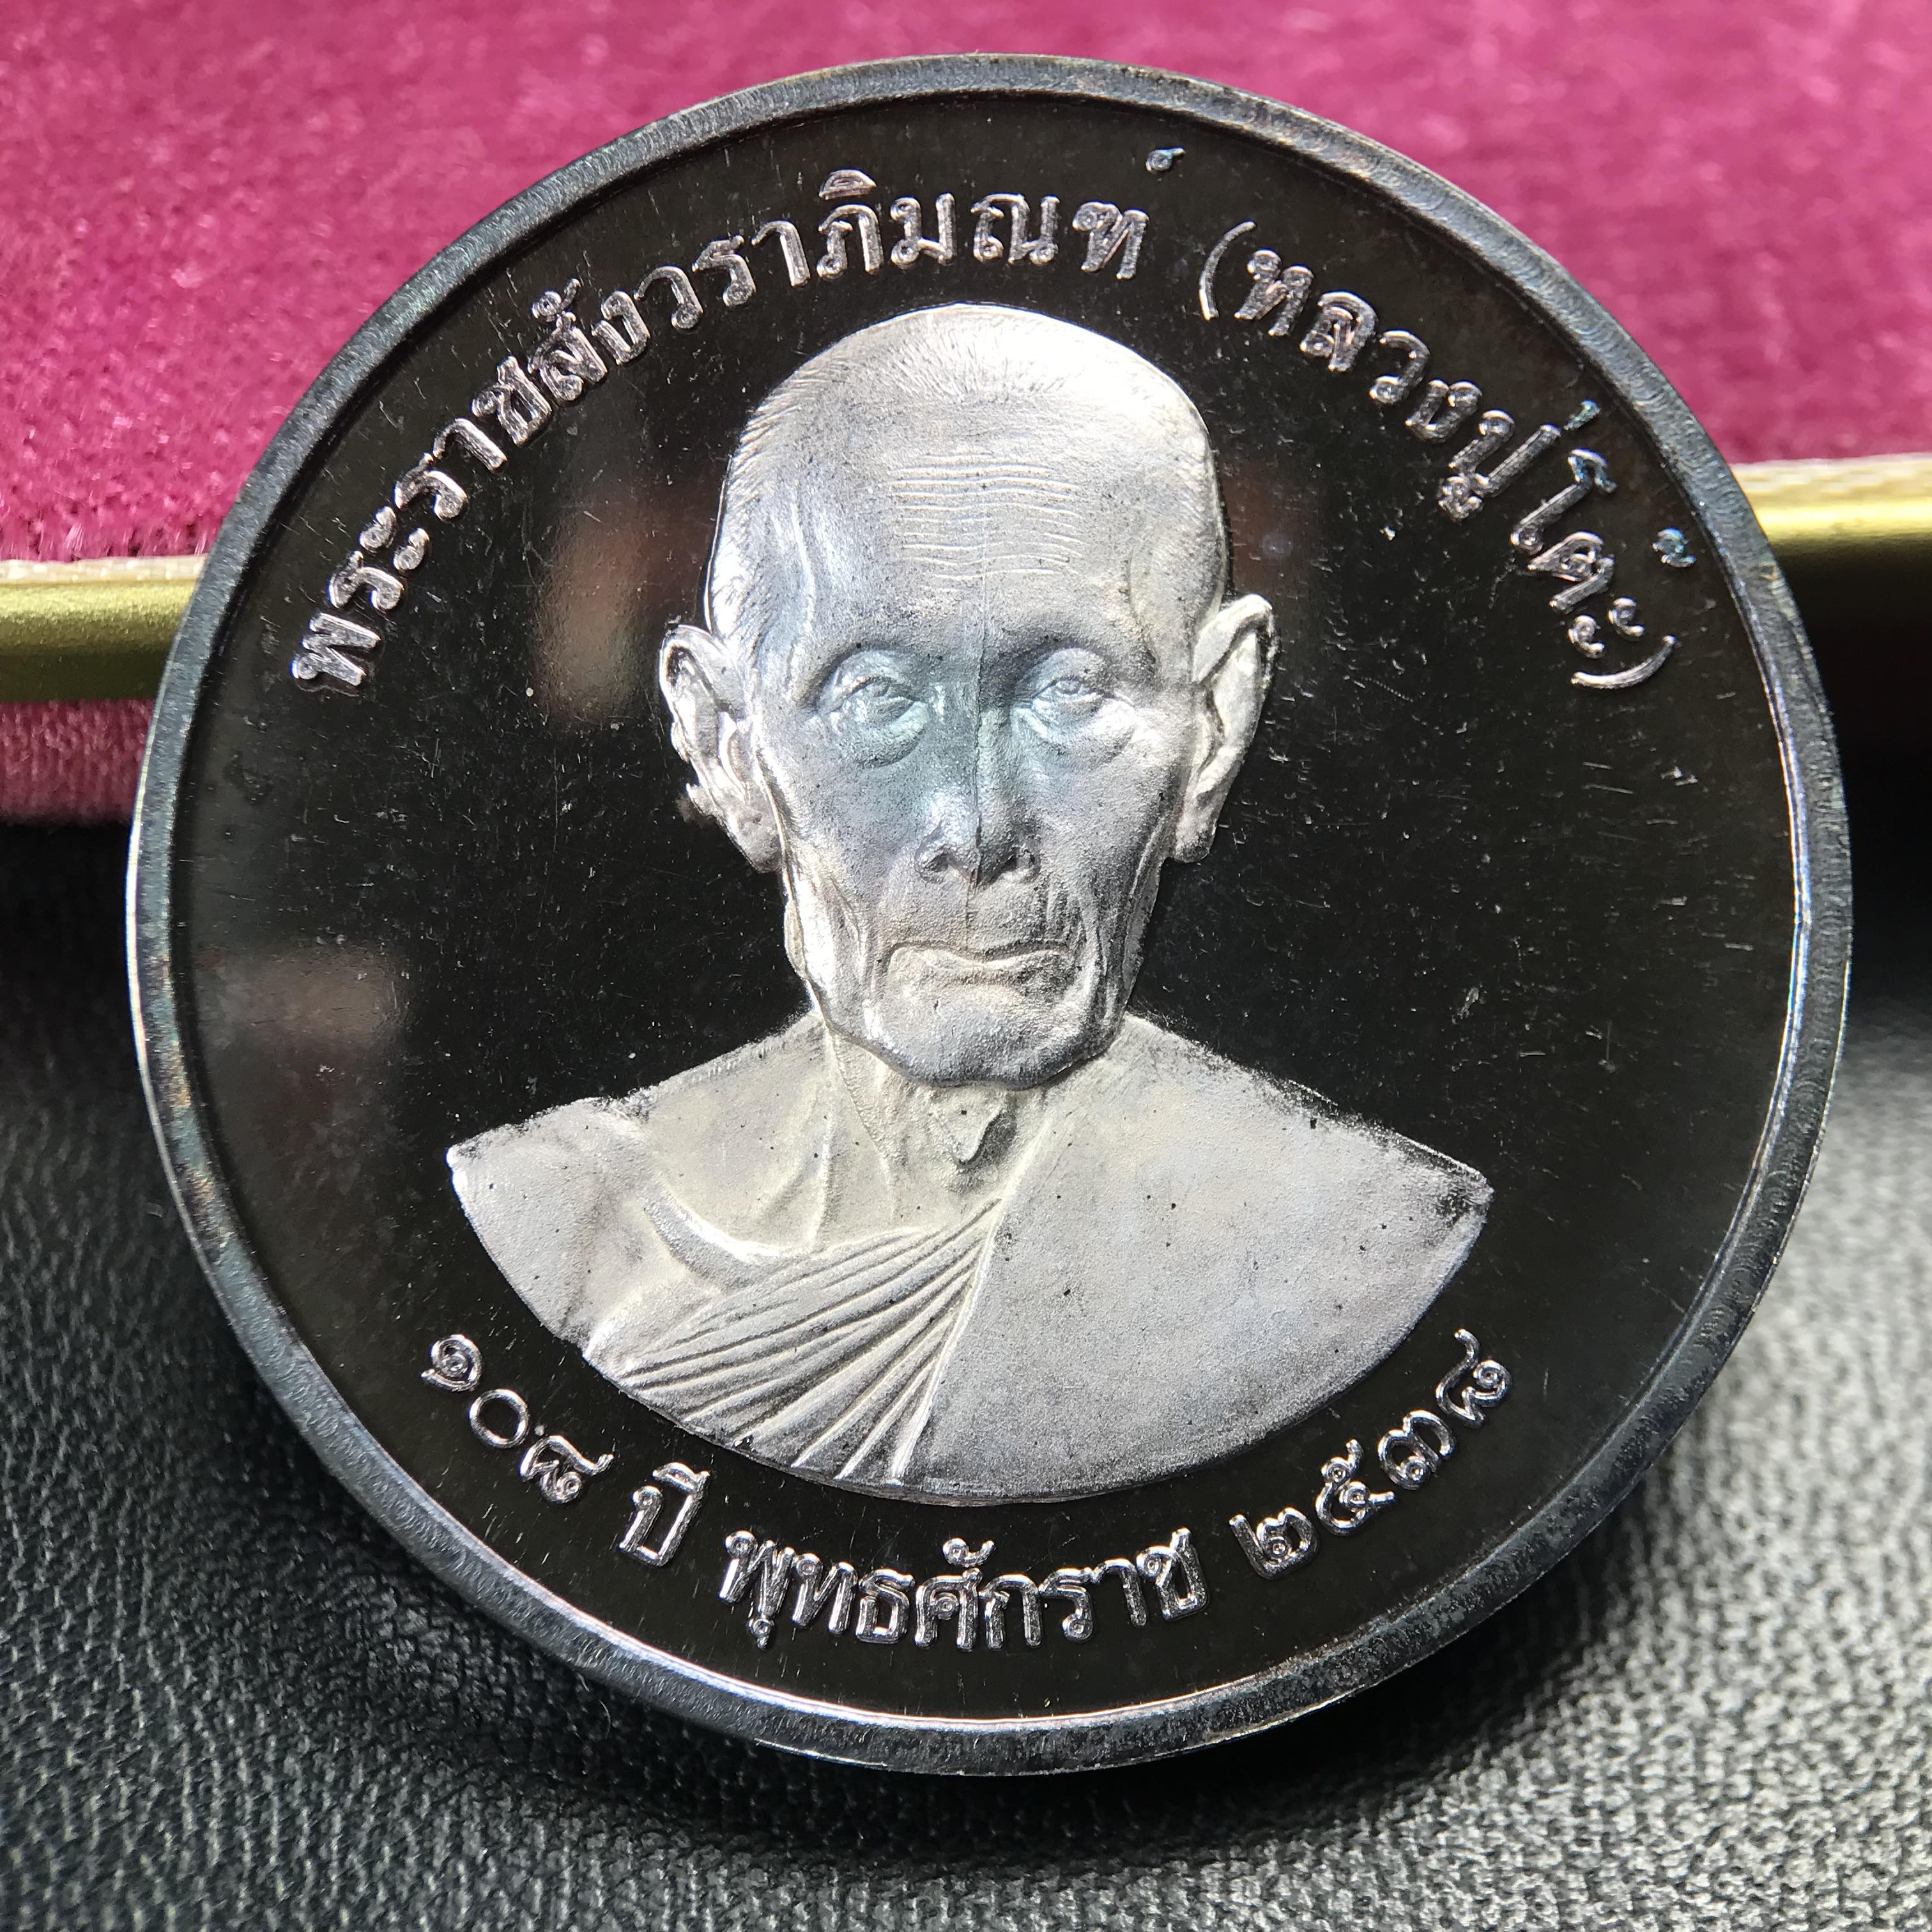 พระราชสังวราภิมณฑ์ (หลวงปู่โต๊ะ)
๑๐๘ ปี พุทธศักราช ๒๕๓๘